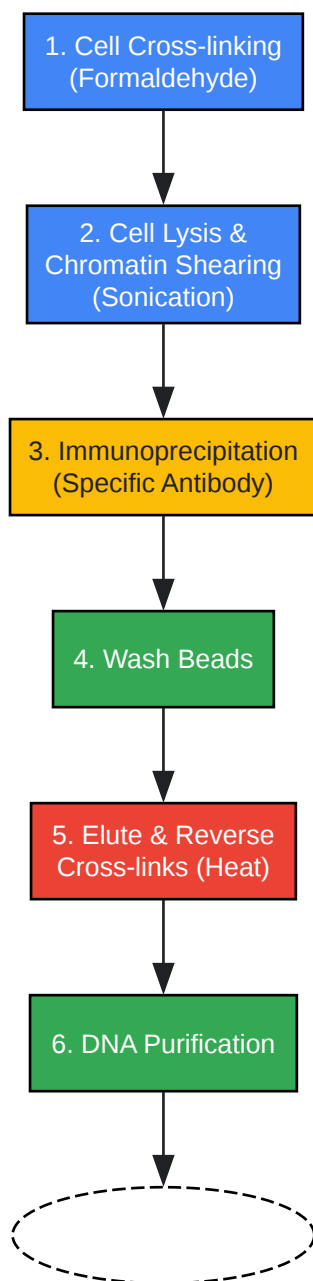 1. Cell Cross-linking
(Formaldehyde)
2. Cell Lysis &
Chromatin Shearing
(Sonication)
3. Immunoprecipitation
(Specific Antibody)
4. Wash Beads
5. Elute & Reverse
Cross-links (Heat)
6. DNA Purification